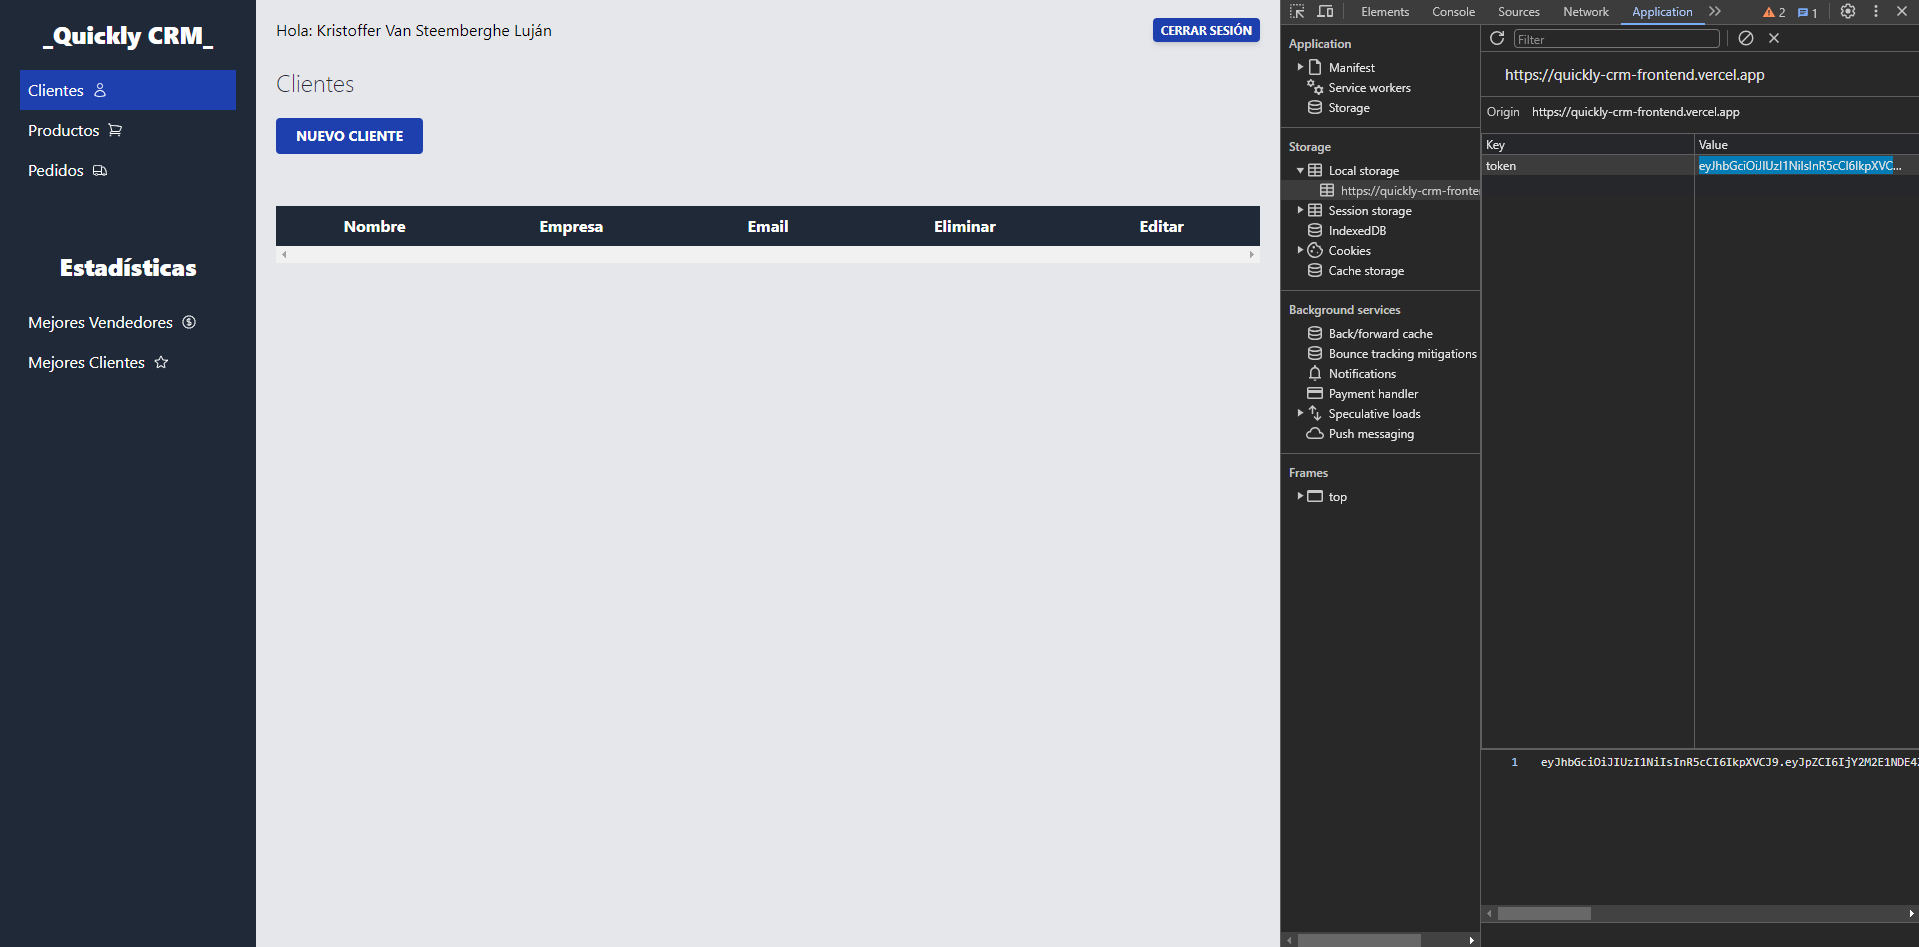 _Quickly CRM_
Clientes
Productos
Pedidos
Estadísticas
Mejores Vendedores
Mejores Clientes
Hola: Kristoffer Van Steemberghe Luján
CERRAR SESIÓN
Clientes
NUEVO CLIENTE
Nombre Empresa Email Eliminar Editar
Elements Console Sources Network Application 2 1
Application
Manifest
Service workers
Storage
Storage
Local storage
https://quickly-crm-fronte
Session storage
IndexedDB
Cookies
Cache storage
Background services
Back/forward cache
Bounce tracking mitigations
Notifications
Payment handler
Speculative loads
Push messaging
Frames
top
Filter
https://quickly-crm-frontend.vercel.app
Origin https://quickly-crm-frontend.vercel.app
Key Value
token eyJhbGciOiJIUzI1NiIsInR5cCI6IkpXVC...
1 eyJhbGciOiJIUzI1NiIsInR5cCI6IkpXVCJ9.eyJpZCI6IjY2M2E1NDE4